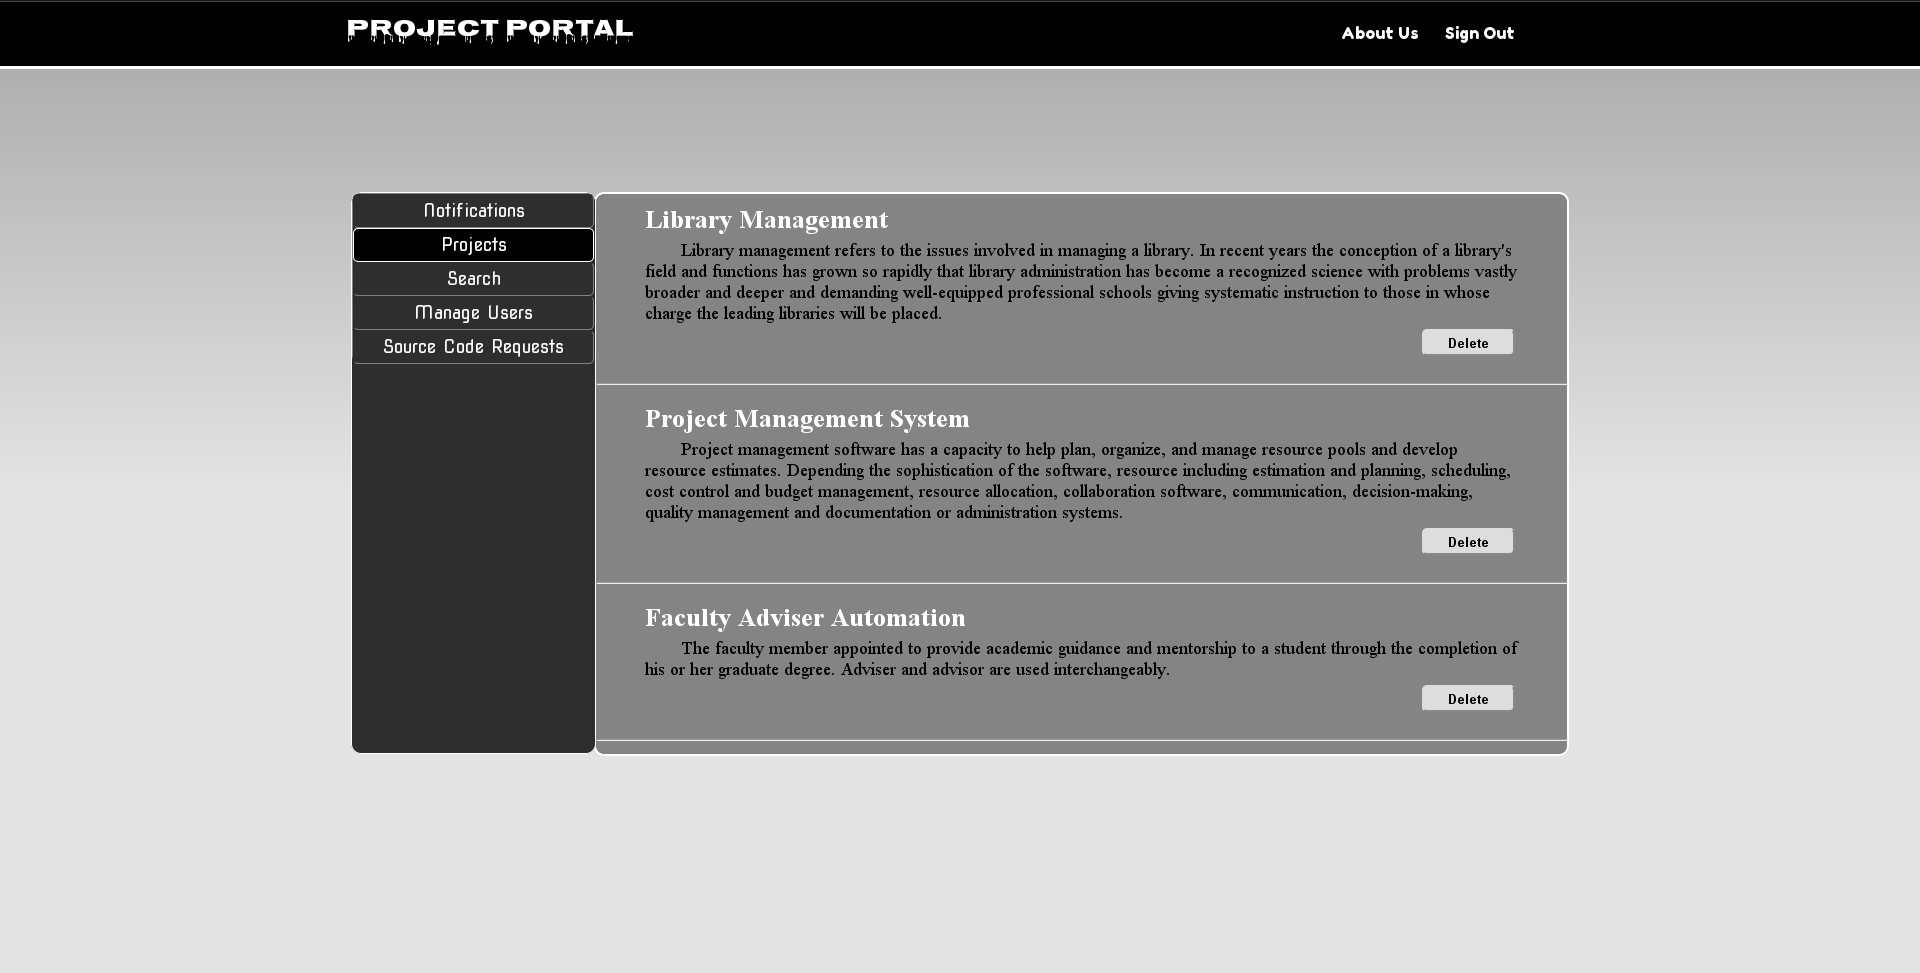 PROJECT PORTAL
About Us
Sign Out
Notifications
Projects
Search
Manage Users
Source Code Requests
Library Management
Library management refers to the issues involved in managing a library. In recent years the conception of a library's
field and functions has grown so rapidly that library administration has become a recognized science with problems vastly
broader and deeper and demanding well-equipped professional schools giving systematic instruction to those in whose
charge the leading libraries will be placed.
Delete
Project Management System
Project management software has a capacity to help plan, organize, and manage resource pools and develop
resource estimates. Depending the sophistication of the software, resource including estimation and planning, scheduling,
cost control and budget management, resource allocation, collaboration software, communication, decision-making,
quality management and documentation or administration systems.
Delete
Faculty Adviser Automation
The faculty member appointed to provide academic guidance and mentorship to a student through the completion of
his or her graduate degree. Adviser and advisor are used interchangeably.
Delete